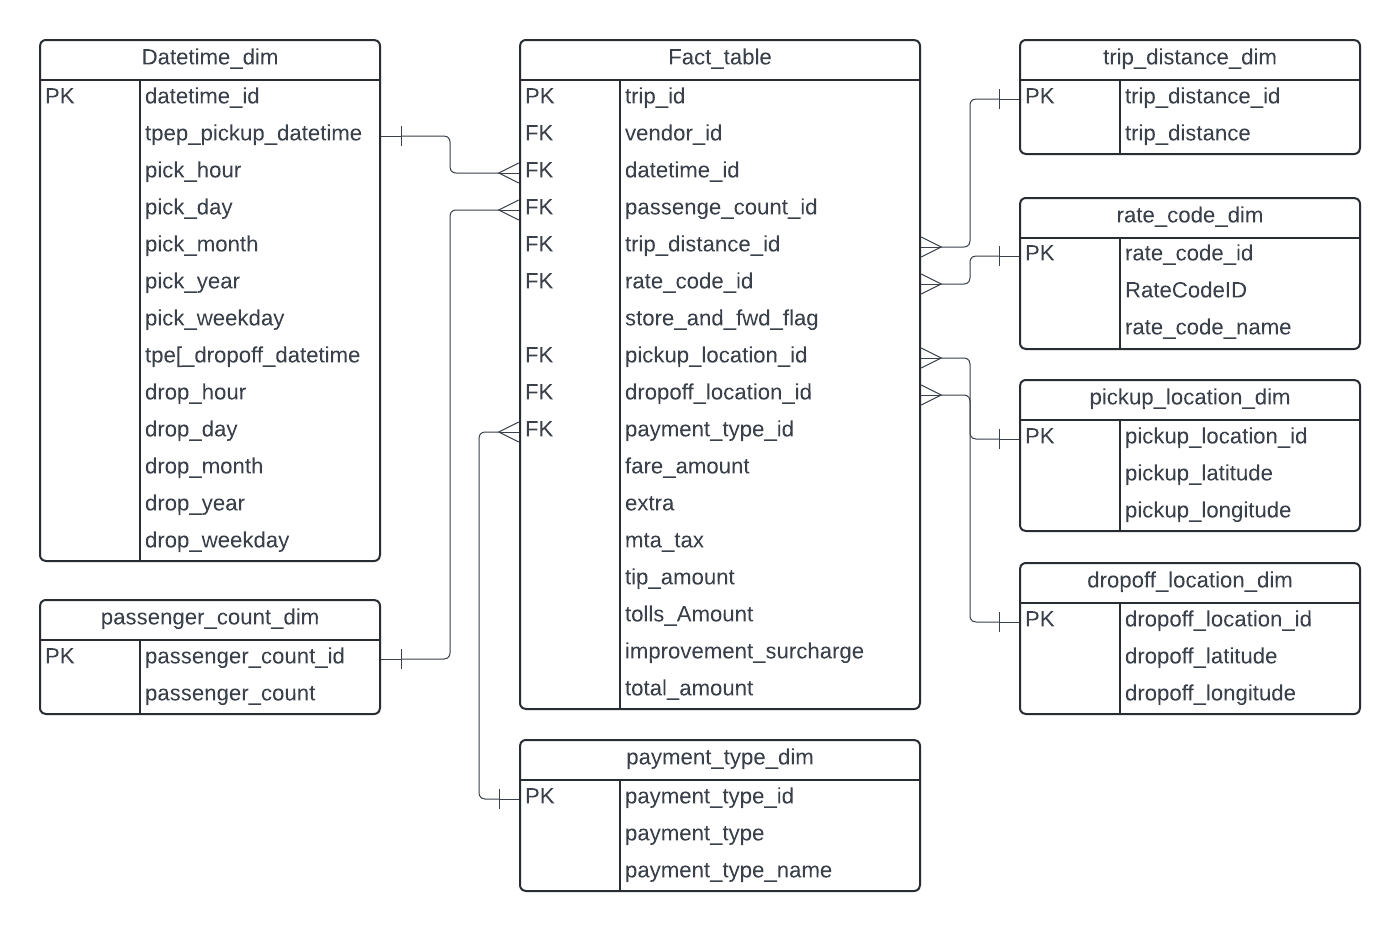 Datetime_dim
PK datetime_id
tpep_pickup_datetime
pick_hour
pick_day
pick_month
pick_year
pick_weekday
tpe[_dropoff_datetime
drop_hour
drop_day
drop_month
drop_year
drop_weekday
passenger_count_dim
PK passenger_count_id
passenger_count
Fact_table
PK trip_id
FK vendor_id
FK datetime_id
FK passenge_count_id
FK trip_distance_id
FK rate_code_id
store_and_fwd_flag
FK pickup_location_id
FK dropoff_location_id
FK payment_type_id
fare_amount
extra
mta_tax
tip_amount
tolls_Amount
improvement_surcharge
total_amount
payment_type_dim
PK payment_type_id
payment_type
payment_type_name
trip_distance_dim
PK trip_distance_id
trip_distance
rate_code_dim
PK rate_code_id
RateCodeID
rate_code_name
pickup_location_dim
PK pickup_location_id
pickup_latitude
pickup_longitude
dropoff_location_dim
PK dropoff_location_id
dropoff_latitude
dropoff_longitude